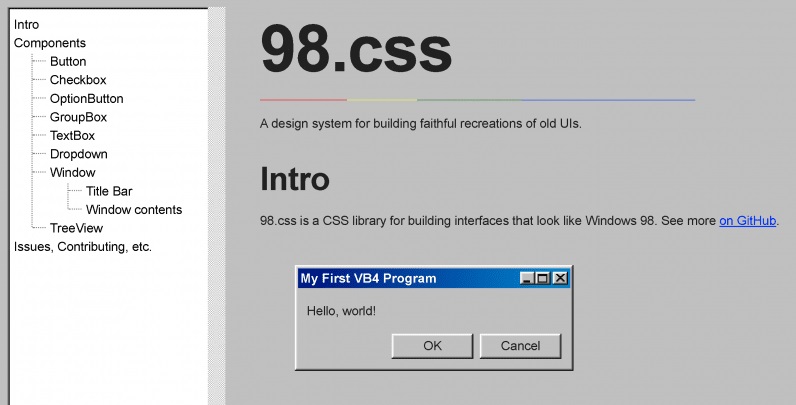 Intro
Components
Button
Checkbox
OptionButton
GroupBox
TextBox
Dropdown
Window
Title Bar
Window contents
TreeView
Issues, Contributing, etc.
98.css
A design system for building faithful recreations of old UIs.
Intro
98.css is a CSS library for building interfaces that look like Windows 98. See more on GitHub.
My First VB4 Program
Hello, world!
OK
Cancel